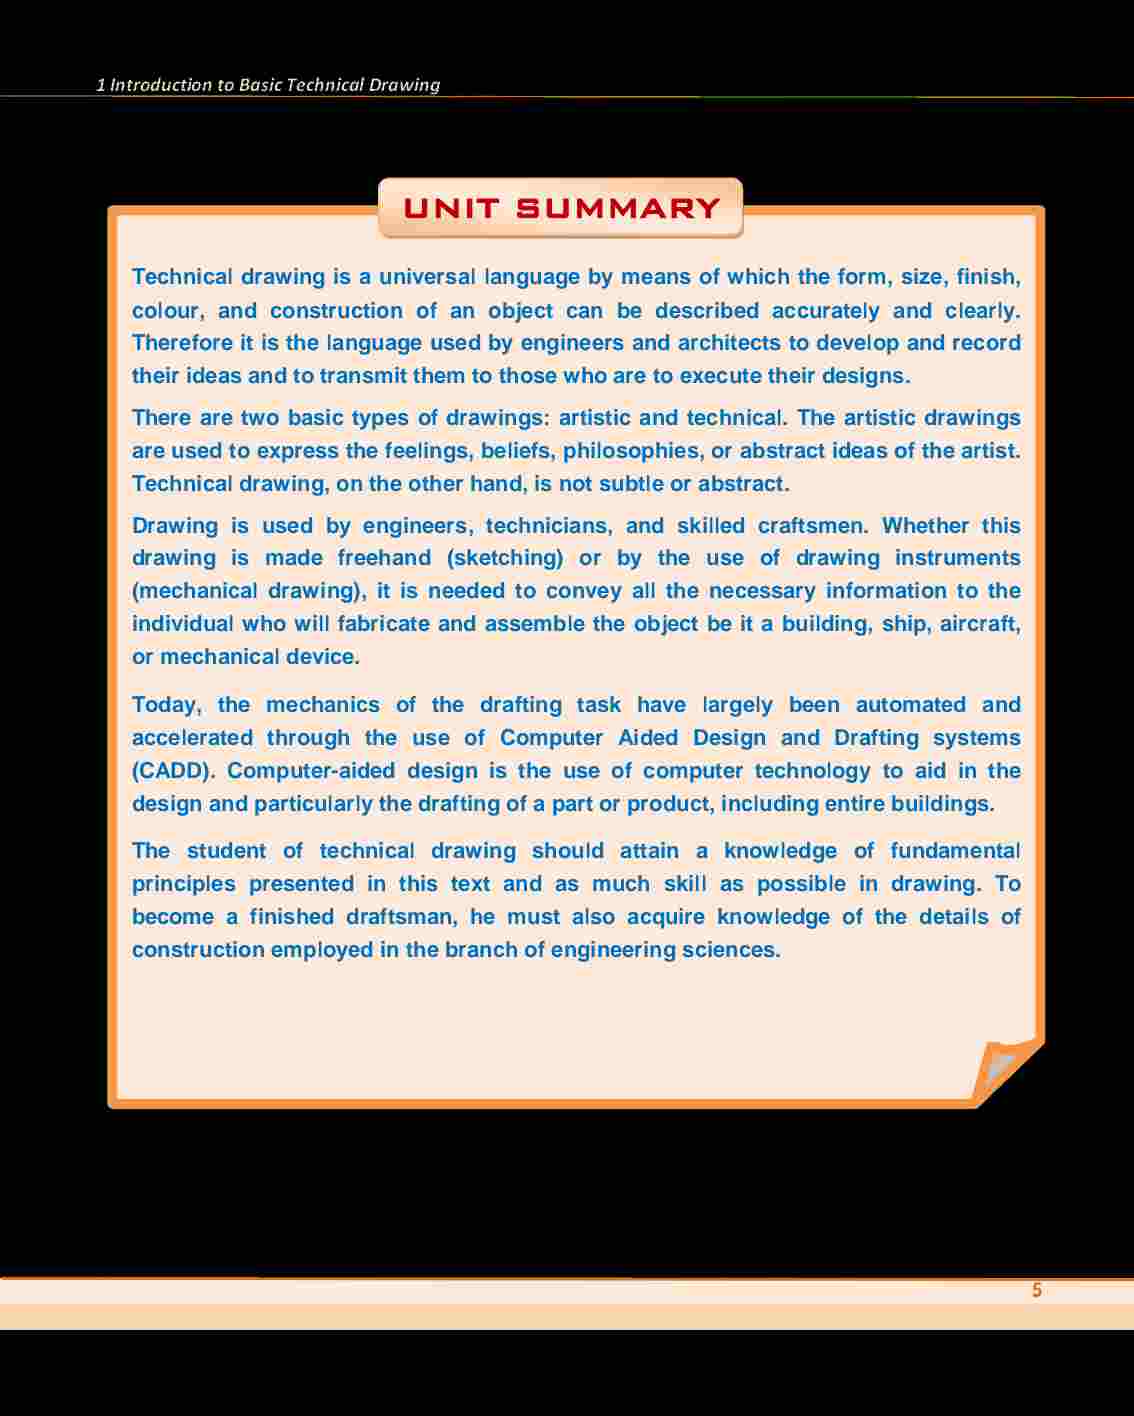 1 Introduction to Basic Technical Drawing
UNIT SUMMARY
Technical drawing is a universal language by means of which the form, size, finish,
colour, and construction of an object can be described accurately and clearly.
Therefore it is the language used by engineers and architects to develop and record
their ideas and to transmit them to those who are to execute their designs.
There are two basic types of drawings: artistic and technical. The artistic drawings
are used to express the feelings, beliefs, philosophies, or abstract ideas of the artist.
Technical drawing, on the other hand, is not subtle or abstract.
Drawing is used by engineers, technicians, and skilled craftsmen. Whether this
drawing is made freehand (sketching) or by the use of drawing instruments
(mechanical drawing), it is needed to convey all the necessary information to the
individual who will fabricate and assemble the object be it a building, ship, aircraft,
or mechanical device.
Today, the mechanics of the drafting task have largely been automated and
accelerated through the use of Computer Aided Design and Drafting systems
(CADD). Computer-aided design is the use of computer technology to aid in the
design and particularly the drafting of a part or product, including entire buildings.
The student of technical drawing should attain a knowledge of fundamental
principles presented in this text and as much skill as possible in drawing. To
become a finished draftsman, he must also acquire knowledge of the details of
construction employed in the branch of engineering sciences.
5